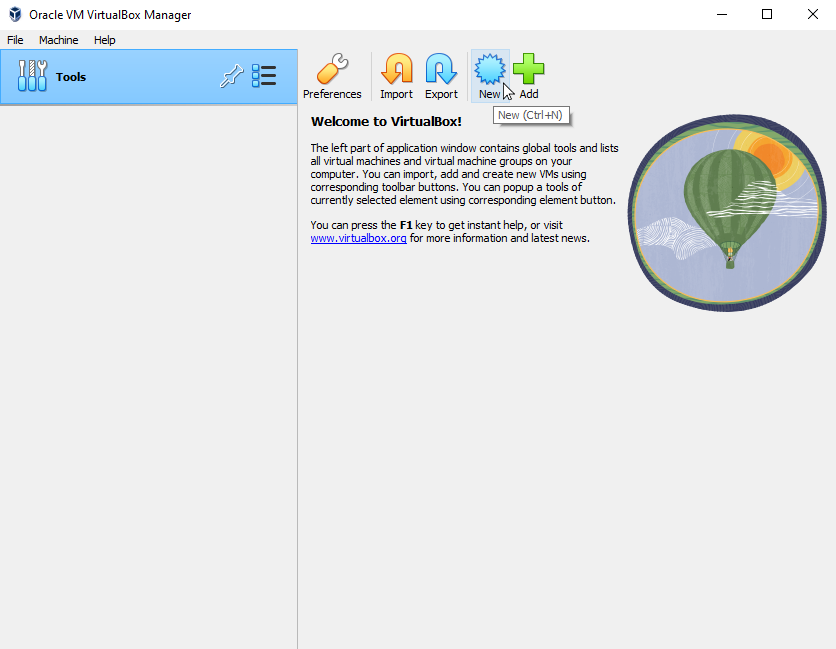 Oracle VM VirtualBox Manager
File Machine Help
Tools
Preferences Import Export New Add
New (Ctrl+N)
Welcome to VirtualBox!
The left part of application window contains global tools and lists
all virtual machines and virtual machine groups on your
computer. You can import, add and create new VMs using
corresponding toolbar buttons. You can popup a tools of
currently selected element using corresponding element button.
You can press the F1 key to get instant help, or visit
www.virtualbox.org for more information and latest news.